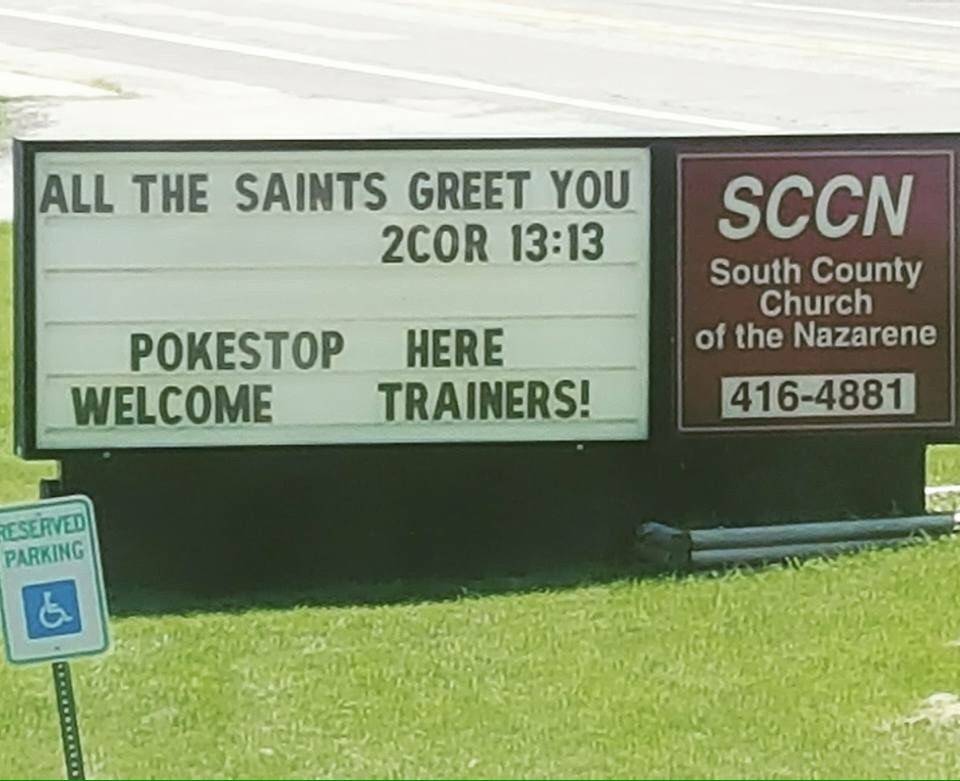 ALL THE SAINTS GREET YOU
2COR 13:13
POKESTOP HERE
WELCOME TRAINERS!
SCCN
South County
Church
of the Nazarene
416-4881
RESERVED
PARKING